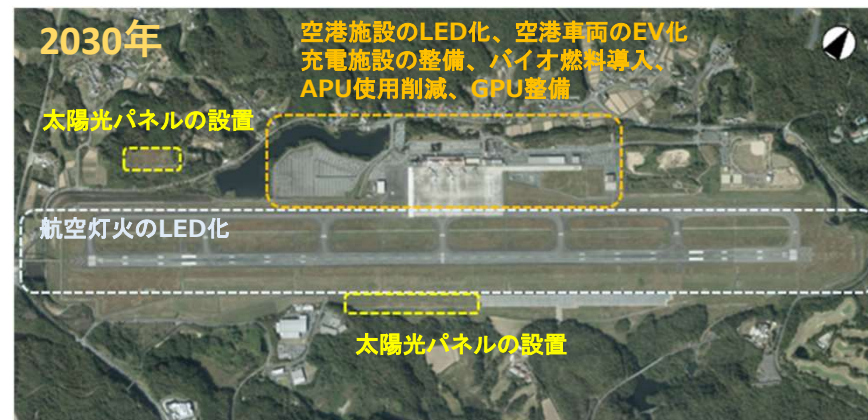 2030年
空港施設のLED化、空港車両のEV化
充電施設の整備、バイオ燃料導入、
APU使用削減、GPU整備
太陽光パネルの設置
航空灯火のLED化
太陽光パネルの設置